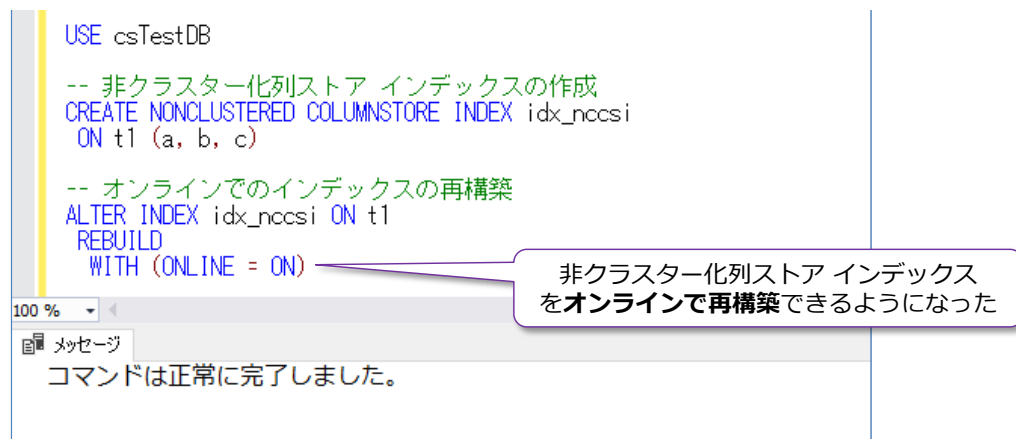 USE csTestDB
-- 非クラスター化列ストア インデックスの作成
CREATE NONCLUSTERED COLUMNSTORE INDEX idx_nccsi
ON t1 (a, b, c)
-- オンラインでのインデックスの再構築
ALTER INDEX idx_nccsi ON t1
REBUILD
WITH (ONLINE = ON)
非クラスター化列ストア インデックス
をオンラインで再構築できるようになった
100 %
メッセージ
コマンドは正常に完了しました。